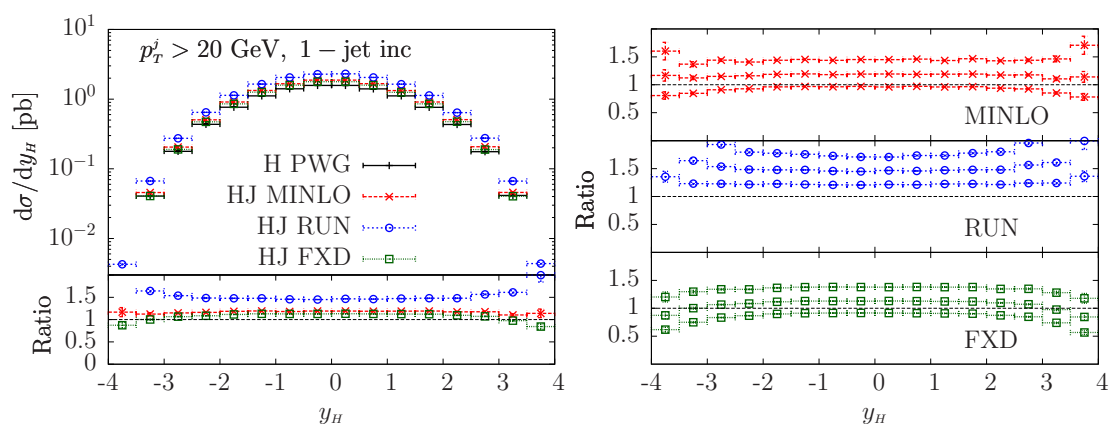 p_T^j > 20 GeV, 1 − jet inc
dσ/dy_H [pb]
10^1
10^0
10^{-1}
10^{-2}
H PWG
HJ MINLO
HJ RUN
HJ FXD
Ratio
1.5
1
0.5
0
-4 -3 -2 -1 0 1 2 3 4
y_H
Ratio
1.5
1
0.5
MINLO
1.5
1
0.5
RUN
1.5
1
0.5
FXD
-4 -3 -2 -1 0 1 2 3 4
y_H